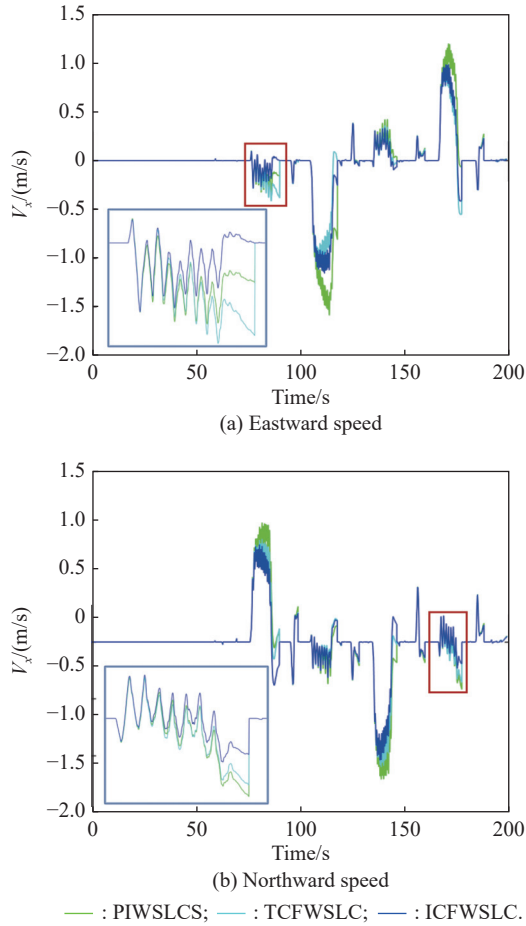 1.5
1.0
0.5
0
−0.5
−1.0
−1.5
−2.0
Vx/(m/s)
0 50 100 150 200
Time/s
(a) Eastward speed
1.5
1.0
0.5
0
−0.5
−1.0
−1.5
−2.0
Vx/(m/s)
0 50 100 150 200
Time/s
(b) Northward speed
: PIWSLCS; : TCFWSLC; : ICFWSLC.